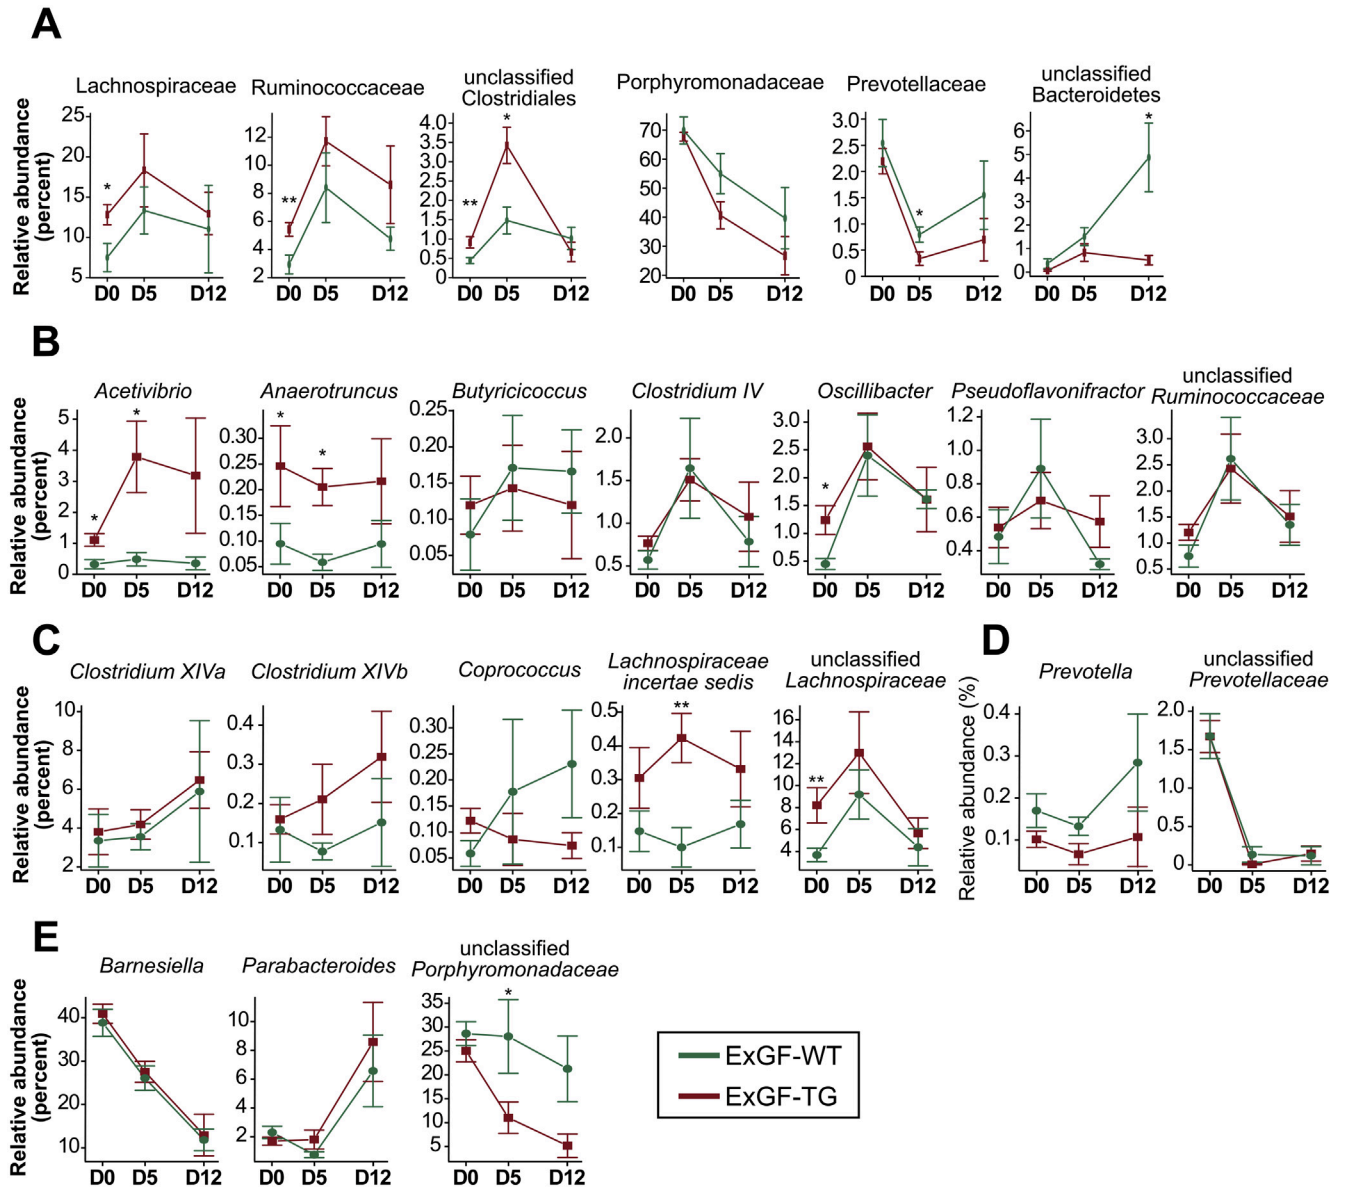 A
Lachnospiraceae
Ruminococcaceae
unclassified
Clostridiales
Porphyromonadaceae
Prevotellaceae
unclassified
Bacteroidetes
Relative abundance
(percent)
25
20
15
10
5
*
D0 D5 D12
12
10
8
6
4
2
**
D0 D5 D12
4.0
3.5
3.0
2.5
2.0
1.5
1.0
0.5
0
**
*
D0 D5 D12
70
60
50
40
30
20
D0 D5 D12
3.0
2.5
2.0
1.5
1.0
0.5
0
*
D0 D5 D12
6
5
4
3
2
1
0
*
D0 D5 D12
B
Acetivibrio
Anaerotruncus
Butyricicoccus
Clostridium IV
Oscillibacter
Pseudoflavonifractor
unclassified
Ruminococcaceae
Relative abundance
(percent)
5
4
3
2
1
0
*
*
D0 D5 D12
0.30
0.25
0.20
0.15
0.10
0.05
*
*
D0 D5 D12
0.25
0.20
0.15
0.10
0.05
D0 D5 D12
2.0
1.0
0.5
D0 D5 D12
3.0
2.5
2.0
1.5
1.0
0.5
*
D0 D5 D12
1.2
1.0
0.8
0.6
0.4
D0 D5 D12
3.0
2.5
2.0
1.5
1.0
0.5
D0 D5 D12
C
Clostridium XIVa
Clostridium XIVb
Coprococcus
Lachnospiraceae
incertae sedis
unclassified
Lachnospiraceae
Relative abundance
(percent)
10
8
6
4
2
D0 D5 D12
0.4
0.3
0.2
0.1
D0 D5 D12
0.30
0.25
0.20
0.15
0.10
0.05
D0 D5 D12
0.5
0.4
0.3
0.2
0.1
**
D0 D5 D12
16
14
12
10
8
6
4
**
D0 D5 D12
D
Prevotella
unclassified
Prevotellaceae
Relative abundance (%)
0.4
0.3
0.2
0.1
D0 D5 D12
2.0
1.5
1.0
0.5
0
D0 D5 D12
E
Barnesiella
Parabacteroides
unclassified
Porphyromonadaceae
Relative abundance
(percent)
40
30
20
10
D0 D5 D12
10
8
6
4
2
D0 D5 D12
35
30
25
20
15
10
5
*
D0 D5 D12
ExGF-WT
ExGF-TG